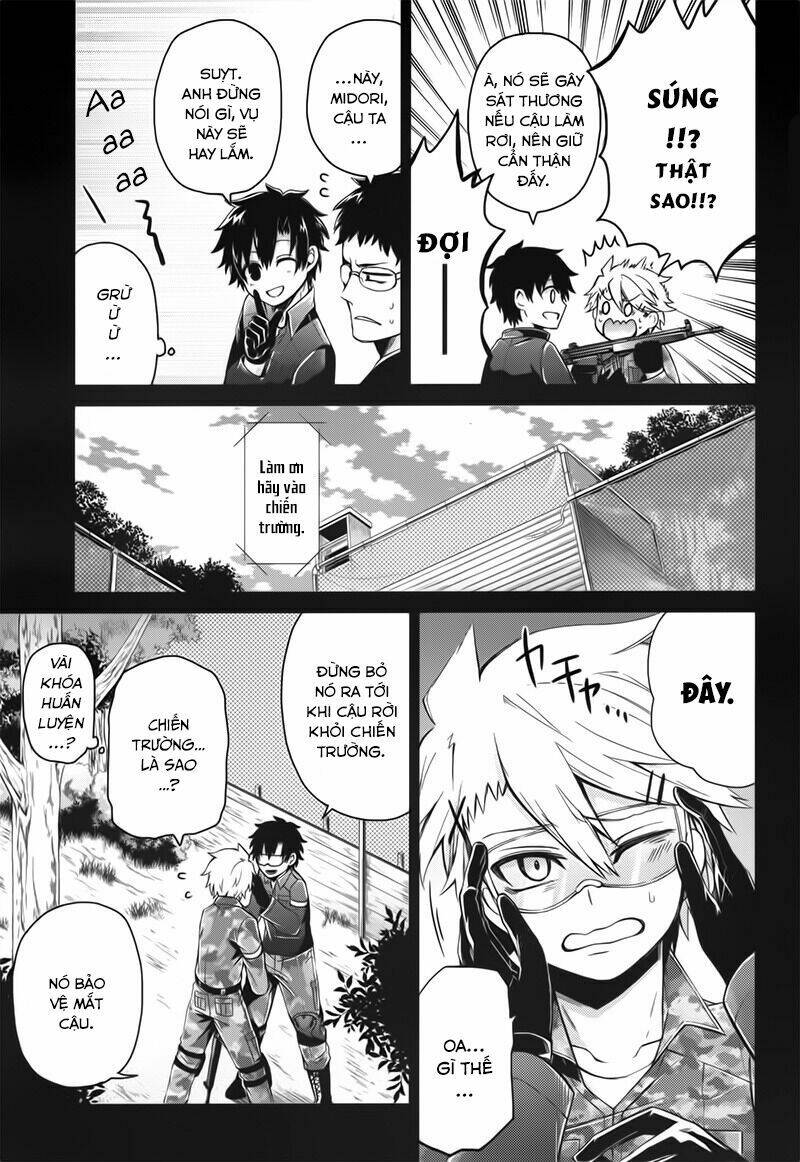 SÚNG
!!?
THẬT
SAO!!?
À, NÓ SẼ GÂY
SÁT THƯƠNG
NẾU CẬU LÀM
RƠI, NÊN GIỮ
CẨN THẬN
ĐẤY.
ĐỢI
...NÀY,
MIDORI,
CẬU TA
...
SUỴT.
ANH ĐỪNG
NÓI GÌ, VỤ
NÀY SẼ
HAY LẮM.
Aa
aa
aa
GRỪ
Ừ
Ừ
...
Làm ơn
hãy vào
chiến
trường.
ĐÂY.
カチャ...
OA...
GÌ THẾ
...
ĐỪNG BỎ
NÓ RA TỚI
KHI CẬU RỜI
KHỎI CHIẾN
TRƯỜNG.
CHIẾN
TRƯỜNG...
LÀ SAO
...?
VÀI
KHÓA
HUẤN
LUYỆN
...?
NÓ BẢO
VỆ MẮT
CẬU.